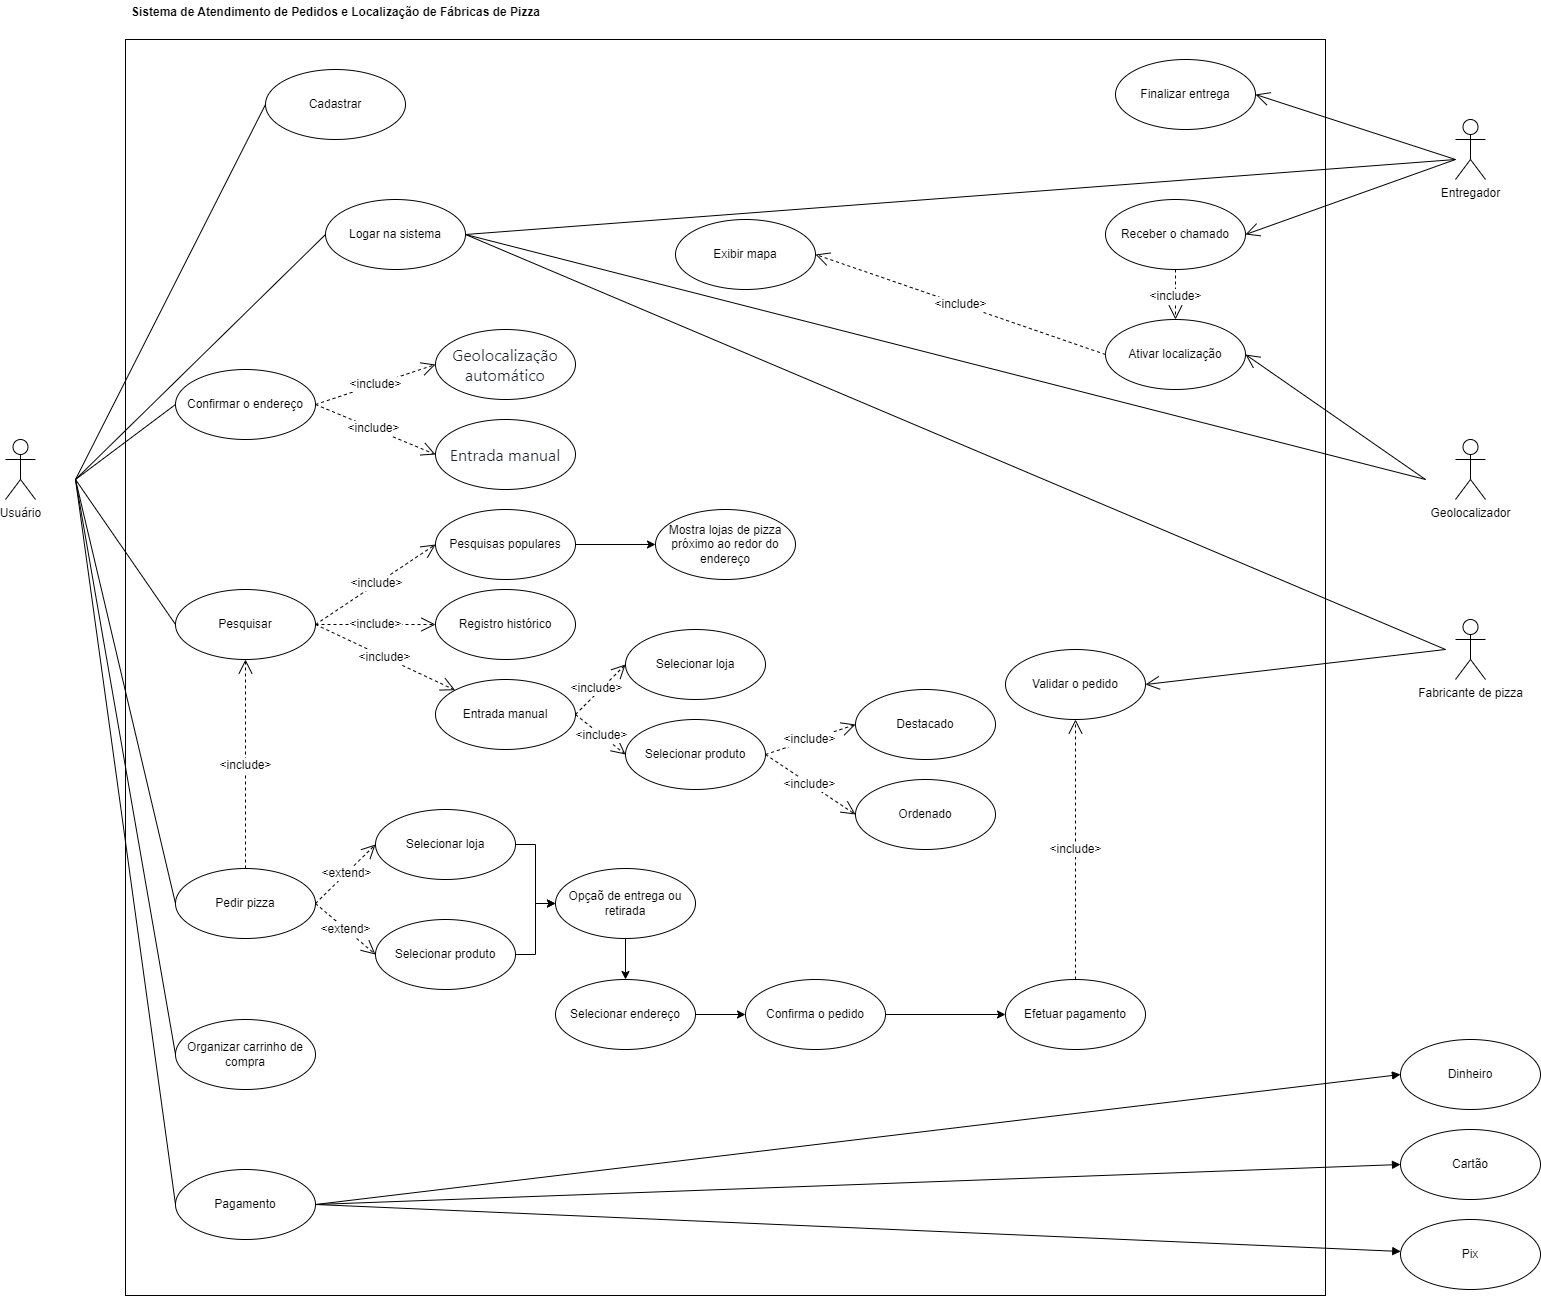 Sistema de Atendimento de Pedidos e Localização de Fábricas de Pizza
Cadastrar
Finalizar entrega
Entregador
Logar na sistema
Exibir mapa
Receber o chamado
<include>
<include>
Ativar localização
Geolocalização
automático
<include>
Confirmar o endereço
<include>
Entrada manual
Usuário
Geolocalizador
Pesquisas populares
Mostra lojas de pizza
próximo ao redor do
endereço
<include>
Pesquisar
<include>
Registro histórico
<include>
Selecionar loja
<include>
Entrada manual
<include>
Selecionar produto
Validar o pedido
Fabricante de pizza
Destacado
<include>
<include>
Ordenado
<include>
<include>
Selecionar loja
<extend>
Pedir pizza
<extend>
Selecionar produto
Opçaõ de entrega ou
retirada
Selecionar endereço
Confirma o pedido
Efetuar pagamento
Organizar carrinho de
compra
Dinheiro
Cartão
Pagamento
Pix